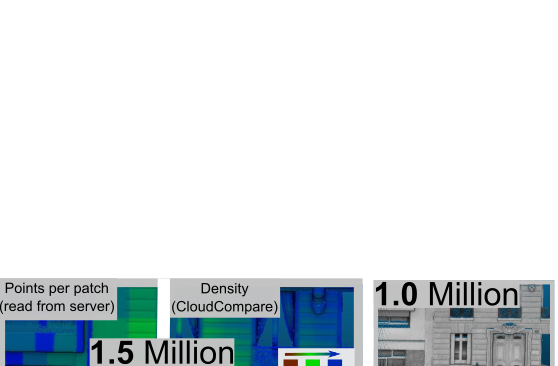 Points per patch
(read from server)
Density
(CloudCompare)
1.5 Million
1.0 Million